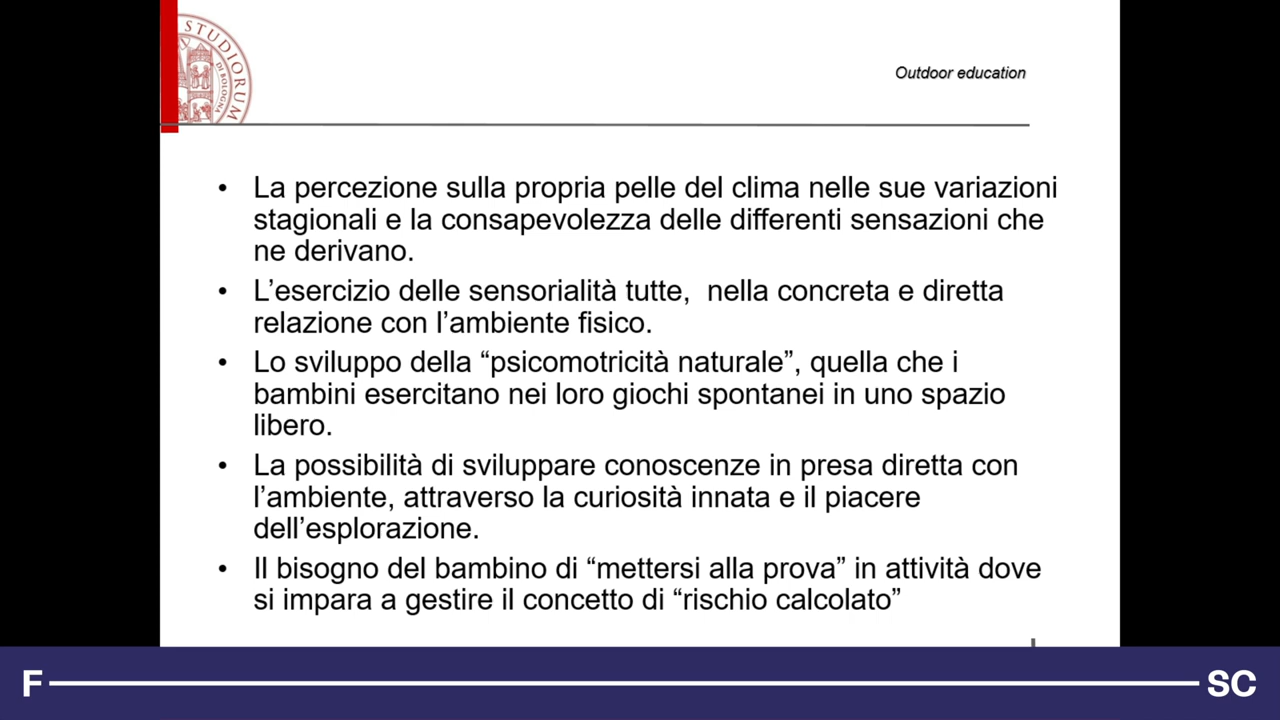 STUDIORUM
DI BOLOGNA
Outdoor education
• La percezione sulla propria pelle del clima nelle sue variazioni
stagionali e la consapevolezza delle differenti sensazioni che
ne derivano.
• L’esercizio delle sensorialità tutte,  nella concreta e diretta
relazione con l’ambiente fisico.
• Lo sviluppo della “psicomotricità naturale”, quella che i
bambini esercitano nei loro giochi spontanei in uno spazio
libero.
• La possibilità di sviluppare conoscenze in presa diretta con
l’ambiente, attraverso la curiosità innata e il piacere
dell’esplorazione.
• Il bisogno del bambino di “mettersi alla prova” in attività dove
si impara a gestire il concetto di “rischio calcolato”
F SC